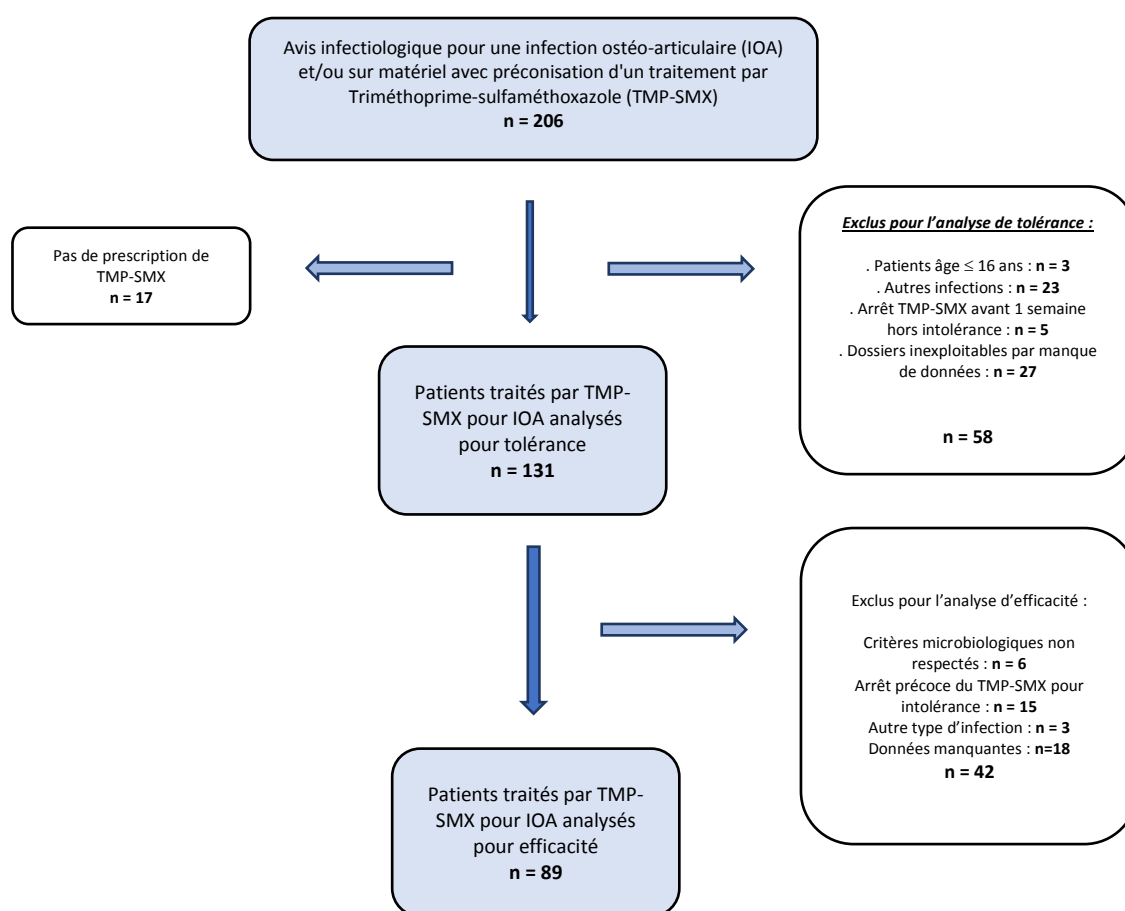 Avis infectiologique pour une infection ostéo-articulaire (IOA)
et/ou sur matériel avec préconisation d'un traitement par
Triméthoprime-sulfaméthoxazole (TMP-SMX)
n = 206
Pas de prescription de
TMP-SMX
n = 17
Exclus pour l'analyse de tolérance :
. Patients âge ≤ 16 ans : n = 3
. Autres infections : n = 23
. Arrêt TMP-SMX avant 1 semaine
hors intolérance : n = 5
. Dossiers inexploitables par manque
de données : n = 27
n = 58
Patients traités par TMP-
SMX pour IOA analysés
pour tolérance
n = 131
Exclus pour l'analyse d'efficacité :
Critères microbiologiques non
respectés : n = 6
Arrêt précoce du TMP-SMX pour
intolérance : n = 15
Autre type d'infection : n = 3
Données manquantes : n=18
n = 42
Patients traités par TMP-
SMX pour IOA analysés
pour efficacité
n = 89